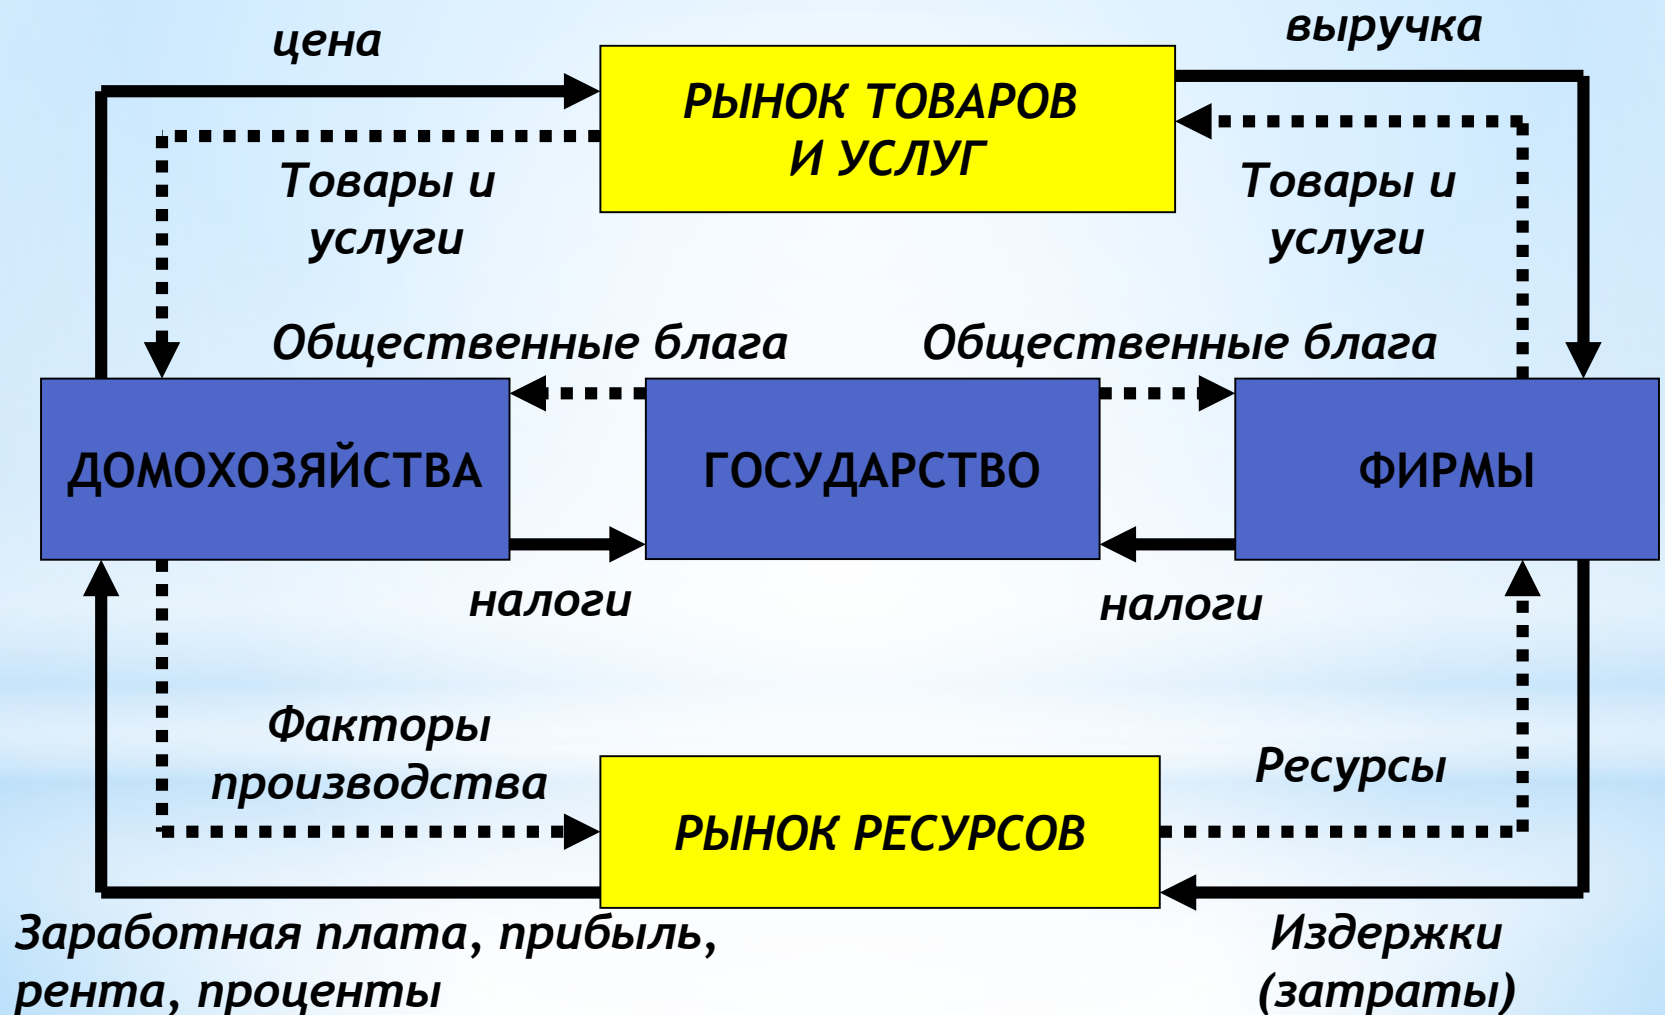 цена
выручка
РЫНОК ТОВАРОВ
И УСЛУГ
Товары и
услуги
Товары и
услуги
Общественные блага
Общественные блага
ДОМОХОЗЯЙСТВА
ГОСУДАРСТВО
ФИРМЫ
налоги
налоги
Факторы
производства
Ресурсы
РЫНОК РЕСУРСОВ
Заработная плата, прибыль,
рента, проценты
Издержки
(затраты)